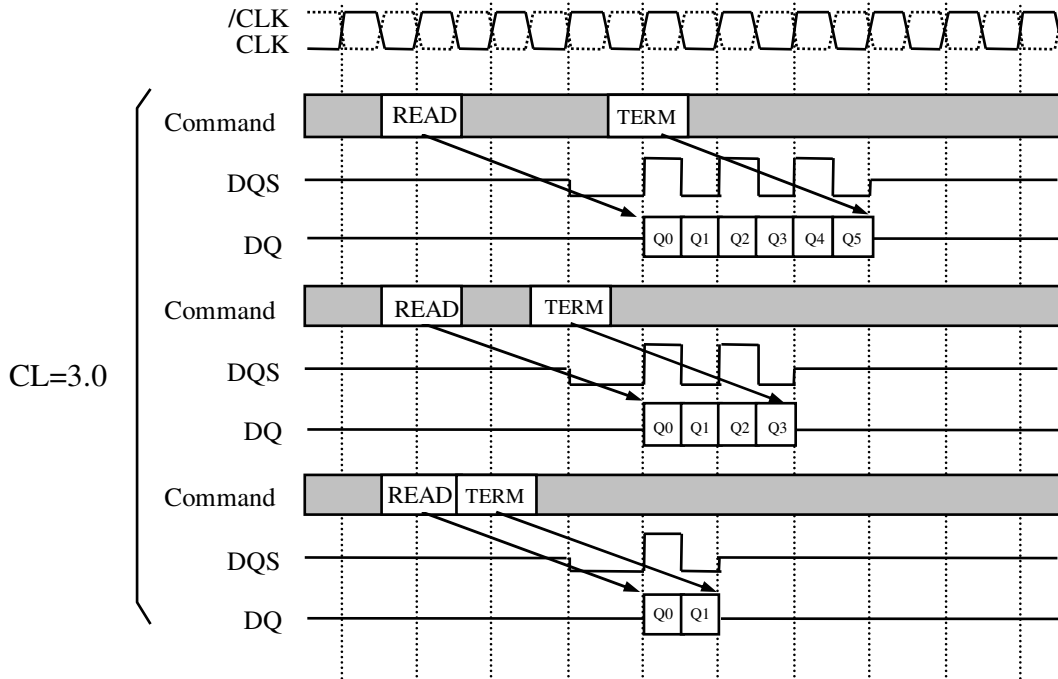 /CLK
CLK
Command READ TERM
DQS
DQ Q0 Q1 Q2 Q3 Q4 Q5
Command READ TERM
CL=3.0
DQS
DQ Q0 Q1 Q2 Q3
Command READ TERM
DQS
DQ Q0 Q1